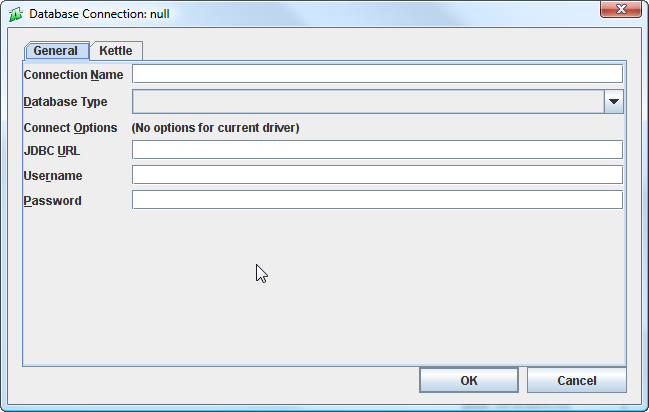 Database Connection: null
General Kettle
Connection Name
Database Type
Connect Options (No options for current driver)
JDBC URL
Username
Password
OK Cancel